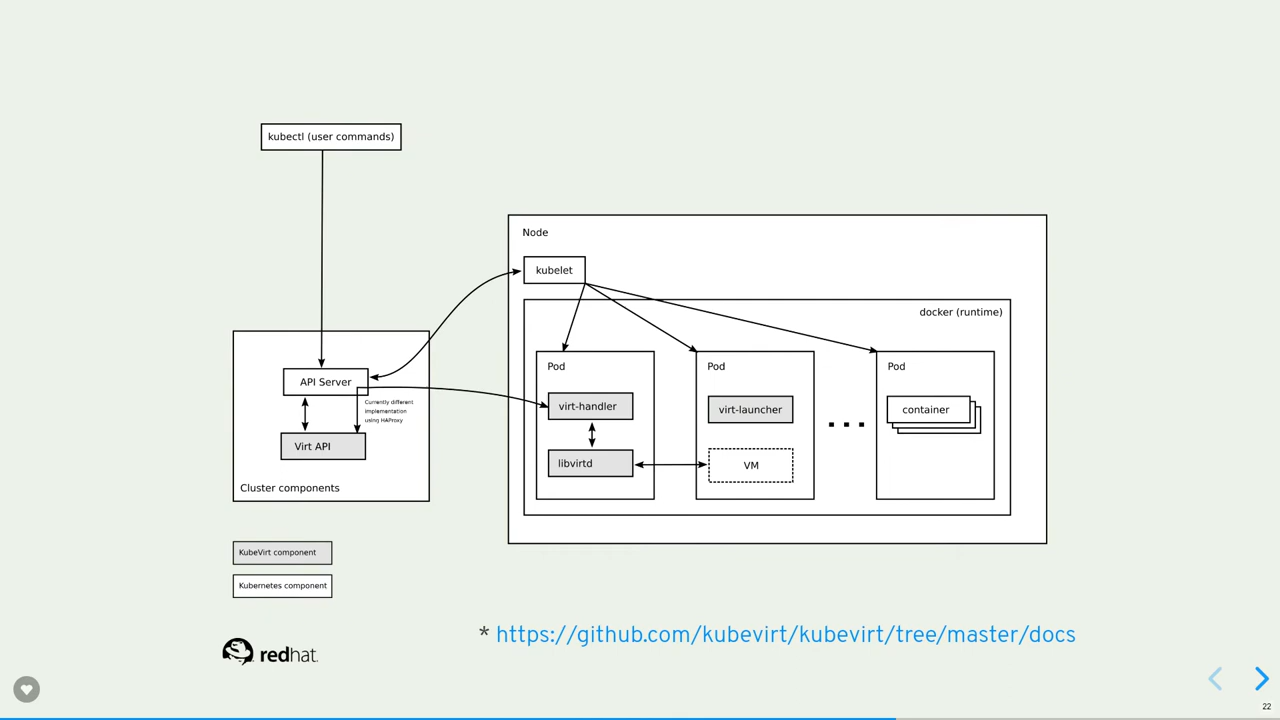 kubectl (user commands)
Node
kubelet
docker (runtime)
Pod
virt-handler
libvirtd
Pod
virt-launcher
VM
Pod
container
API Server
Currently different
implementation
using HAProxy
Virt API
Cluster components
KubeVirt component
Kubernetes component
* https://github.com/kubevirt/kubevirt/tree/master/docs
redhat.
22